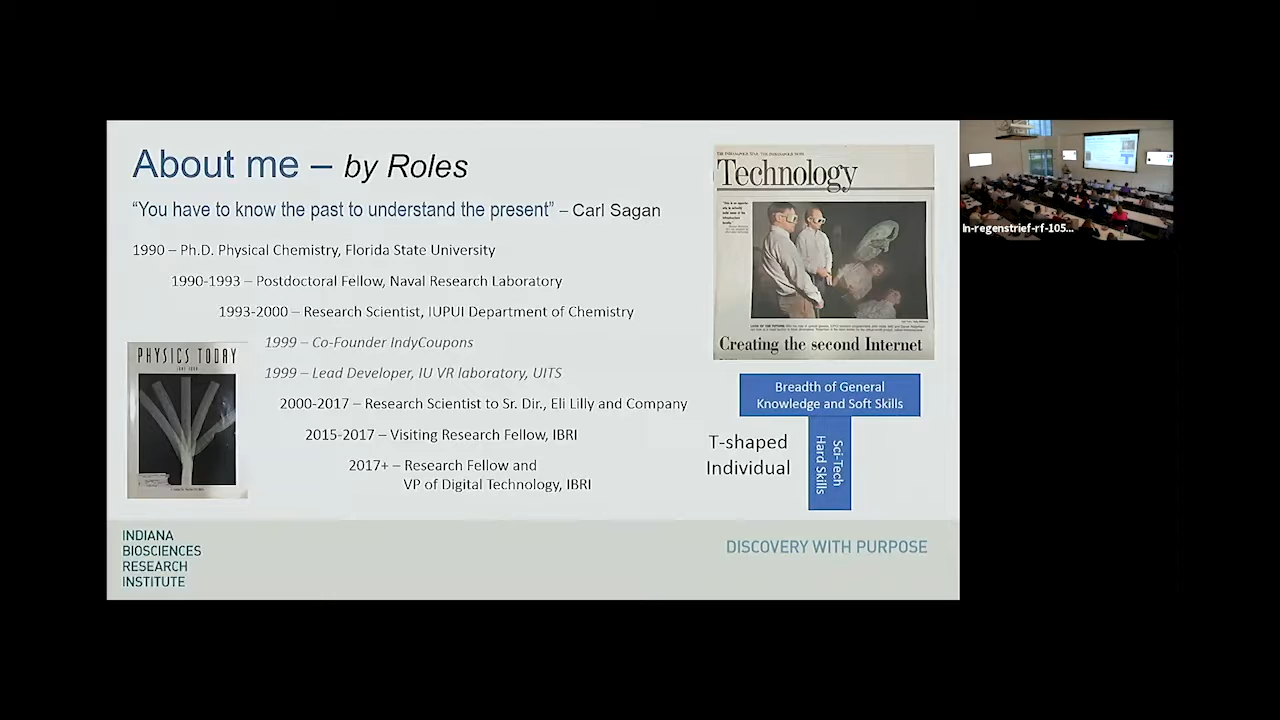 About me – by Roles
“You have to know the past to understand the present” – Carl Sagan
1990 – Ph.D. Physical Chemistry, Florida State University
1990-1993 – Postdoctoral Fellow, Naval Research Laboratory
1993-2000 – Research Scientist, IUPUI Department of Chemistry
1999 – Co-Founder IndyCoupons
1999 – Lead Developer, IU VR laboratory, UITS
2000-2017 – Research Scientist to Sr. Dir., Eli Lilly and Company
2015-2017 – Visiting Research Fellow, IBRI
2017+ – Research Fellow and
VP of Digital Technology, IBRI
PHYSICS TODAY
Technology
Creating the second Internet
Breadth of General
Knowledge and Soft Skills
T-shaped
Individual
Sci-Tech
Hard Skills
INDIANA
BIOSCIENCES
RESEARCH
INSTITUTE
DISCOVERY WITH PURPOSE
In-regenstrief-rf-105...